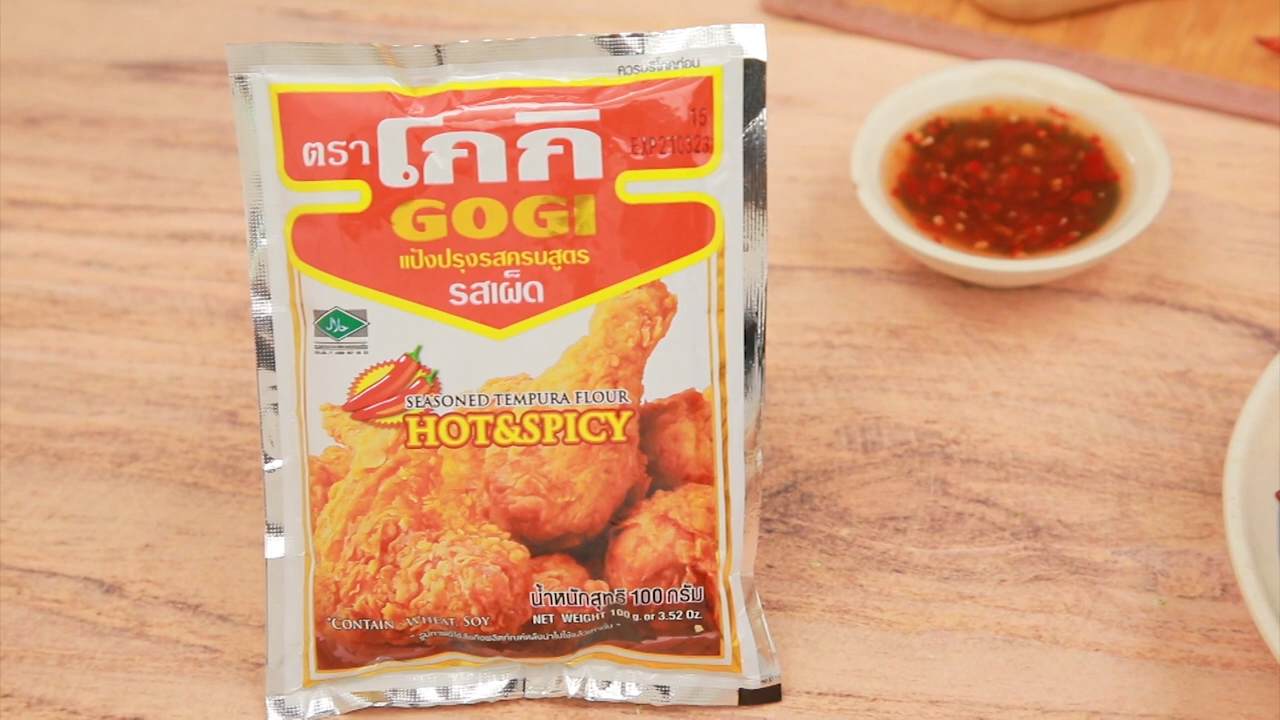 ควรบริโภคก่อน
15
EXP210323
ตรา โกกิ
GOGI
แป้งปรุงรสครบสูตร
รสเผ็ด
حلال
SEASONED TEMPURA FLOUR
HOT&SPICY
น้ำหนักสุทธิ 100 กรัม
NET WEIGHT 100 g. or 3.52 Oz.
*CONTAIN : WHEAT, SOY